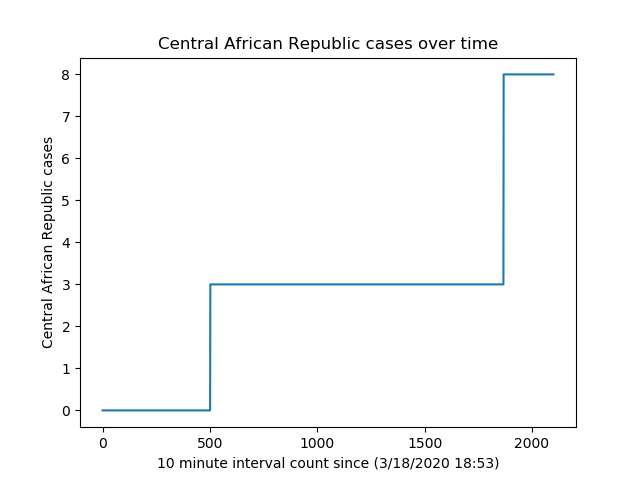 Central African Republic cases over time
Central African Republic cases
8
7
6
5
4
3
2
1
0
0 500 1000 1500 2000
10 minute interval count since (3/18/2020 18:53)